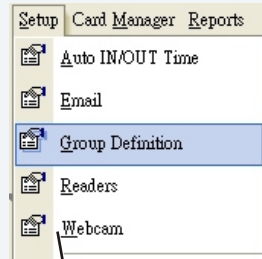 Setup Card Manager Reports
Auto IN/OUT Time
Email
Group Definition
Readers
Webcam